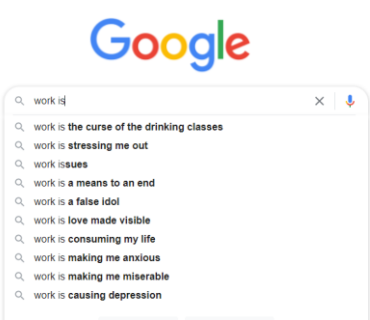 Google
work is
work is the curse of the drinking classes
work is stressing me out
work issues
work is a means to an end
work is a false idol
work is love made visible
work is consuming my life
work is making me anxious
work is making me miserable
work is causing depression